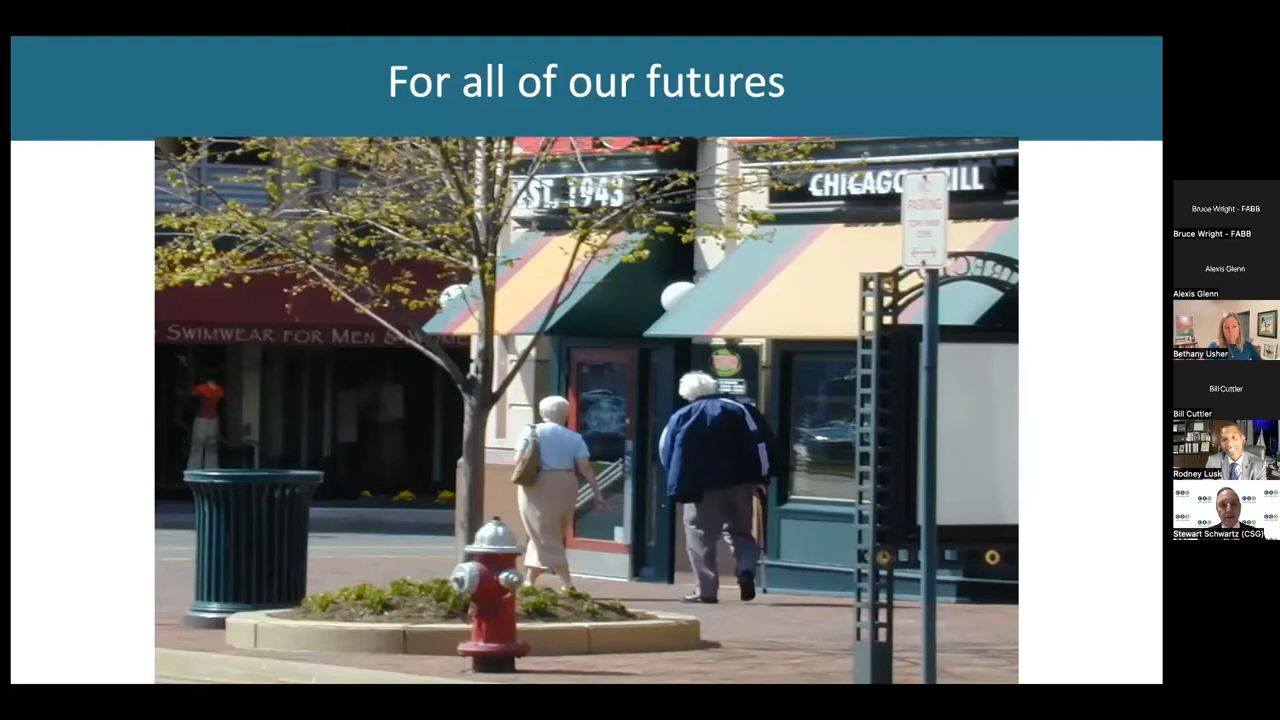 For all of our futures
EST. 1943
CHICAGO
PARKING
SWIMWEAR FOR MEN &
Bruce Wright - FABB
Bruce Wright - FABB
Alexis Glenn
Alexis Glenn
Bethany Usher
Bill Cuttler
Bill Cuttler
Rodney Lusk
Stewart Schwartz (CSG)